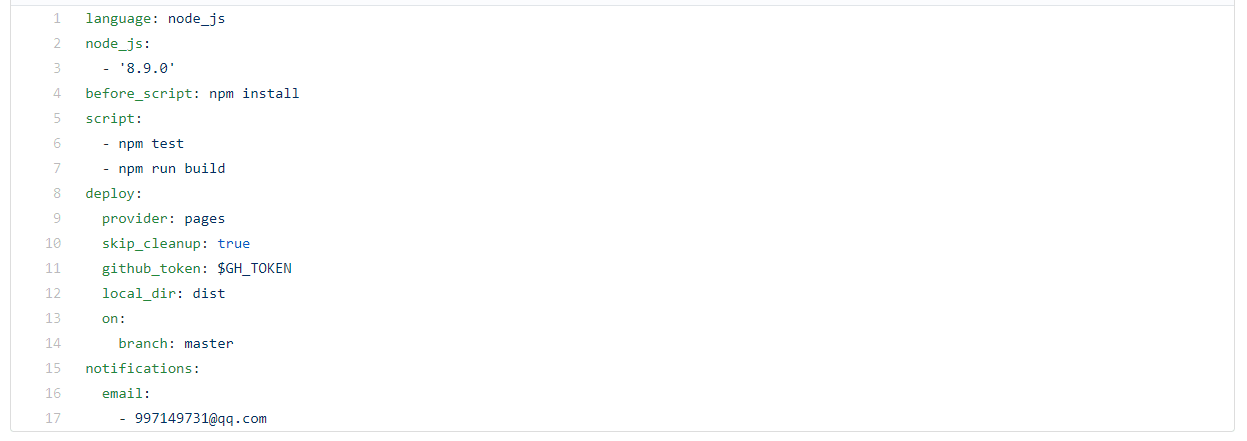 1 language: node_js
2 node_js:
3   - '8.9.0'
4 before_script: npm install
5 script:
6   - npm test
7   - npm run build
8 deploy:
9   provider: pages
10   skip_cleanup: true
11   github_token: $GH_TOKEN
12   local_dir: dist
13   on:
14     branch: master
15 notifications:
16   email:
17     - 997149731@qq.com